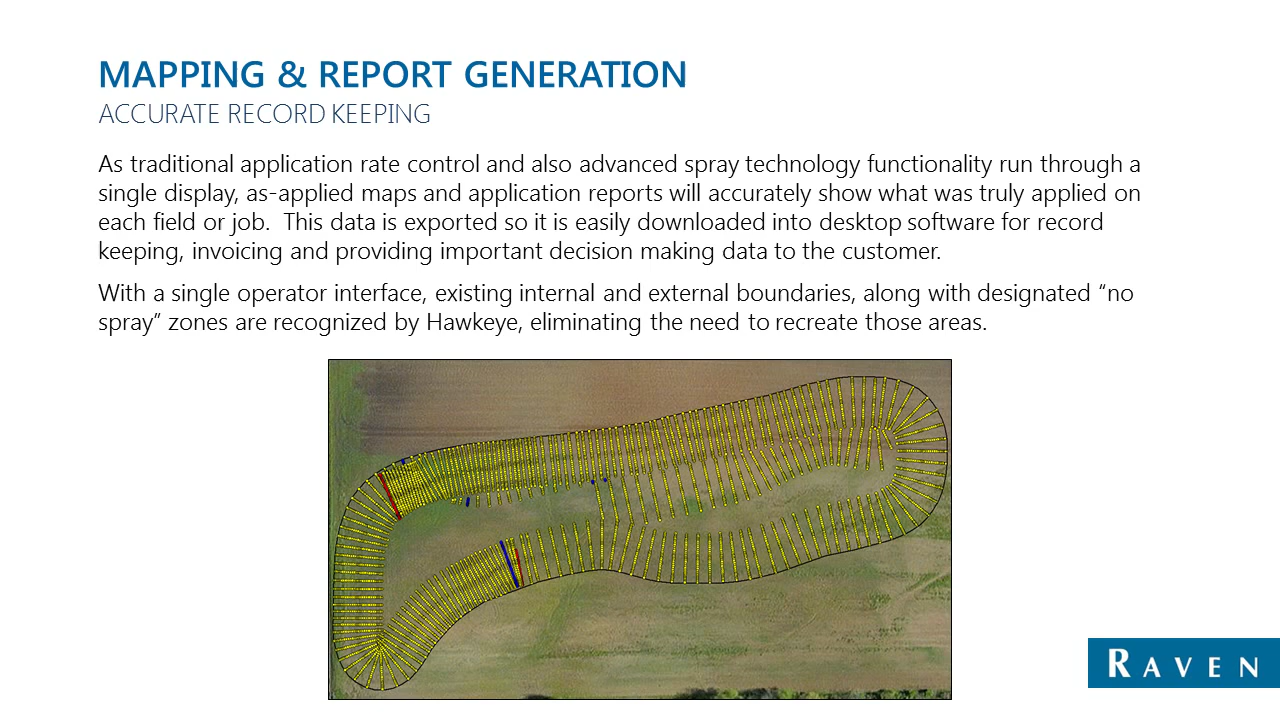 MAPPING & REPORT GENERATION
ACCURATE RECORD KEEPING
As traditional application rate control and also advanced spray technology functionality run through a
single display, as-applied maps and application reports will accurately show what was truly applied on
each field or job.  This data is exported so it is easily downloaded into desktop software for record
keeping, invoicing and providing important decision making data to the customer.
With a single operator interface, existing internal and external boundaries, along with designated “no
spray” zones are recognized by Hawkeye, eliminating the need to recreate those areas.
RAVEN